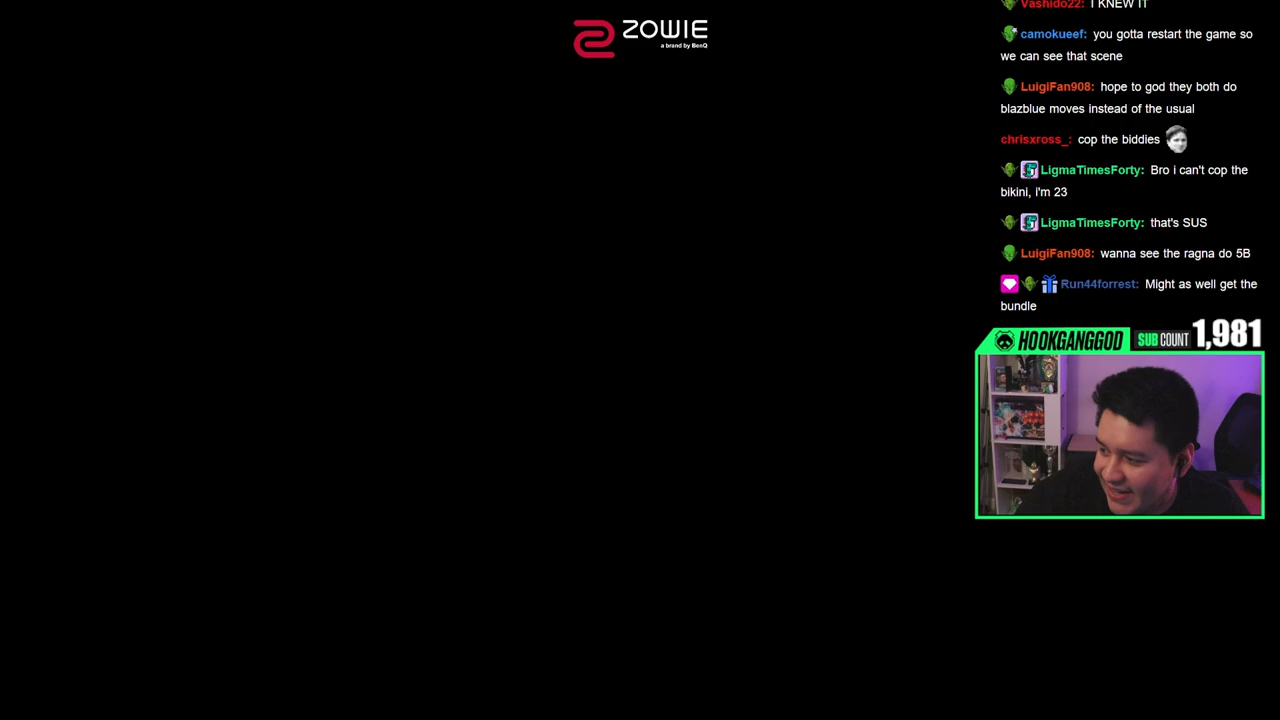 ZOWIE
a brand by BenQ
Vashido22: I KNEW IT
camokueef: you gotta restart the game so
we can see that scene
LuigiFan908: hope to god they both do
blazblue moves instead of the usual
chrisxross_: cop the biddies
LigmaTimesForty: Bro i can't cop the
bikini, I'm 23
LigmaTimesForty: that's SUS
LuigiFan908: wanna see the ragna do 5B
Run44forrest: Might as well get the
bundle
HOOKGANGGOD SUB COUNT 1,981